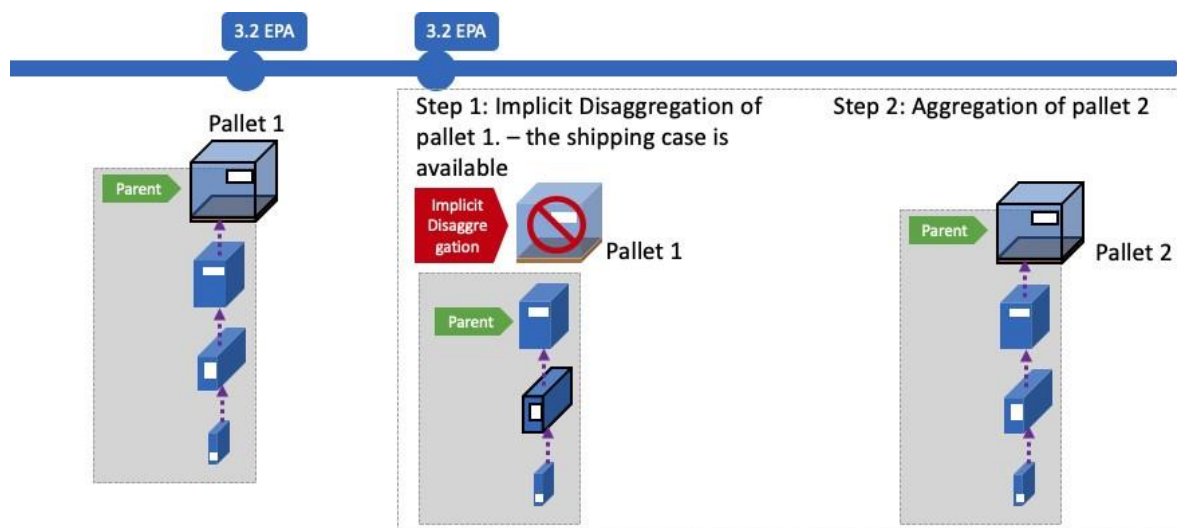 3.2 EPA
3.2 EPA
Pallet 1
Parent
Step 1: Implicit Disaggregation of
pallet 1. – the shipping case is
available
Implicit
Disaggre
gation
Pallet 1
Parent
Step 2: Aggregation of pallet 2
Parent
Pallet 2